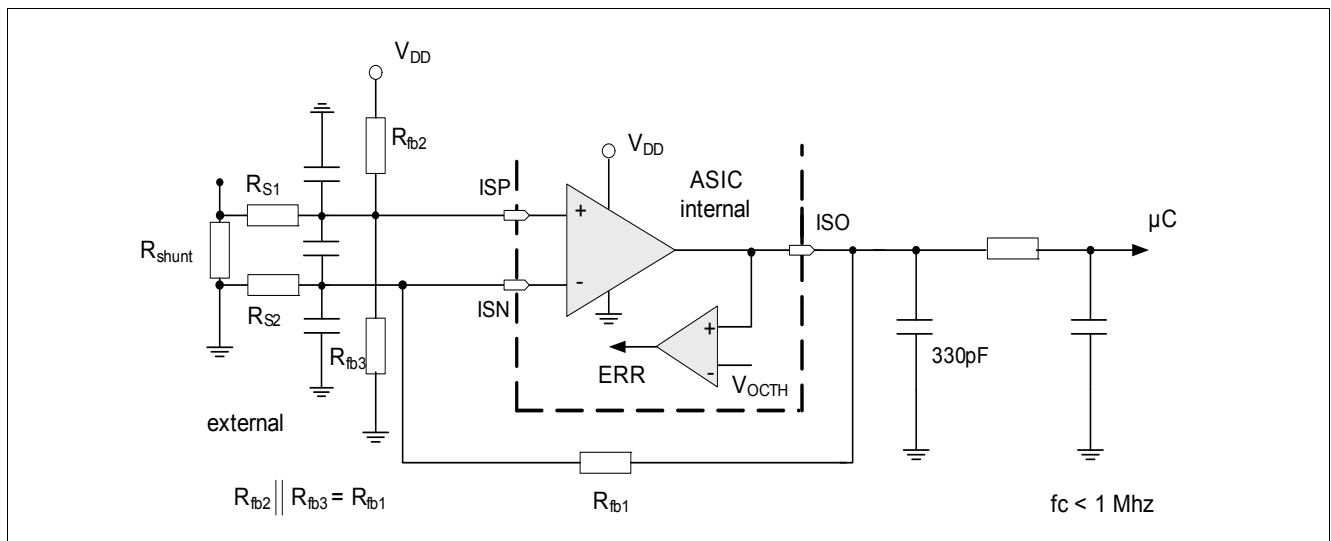 V_DD
R_fb2
V_DD
ASIC
internal
ISP
R_S1
ISO
µC
+
R_shunt
-
ISN
R_S2
+
330pF
R_fb3
ERR
-
V_OCTH
external
R_fb2 || R_fb3 = R_fb1
R_fb1
fc < 1 Mhz